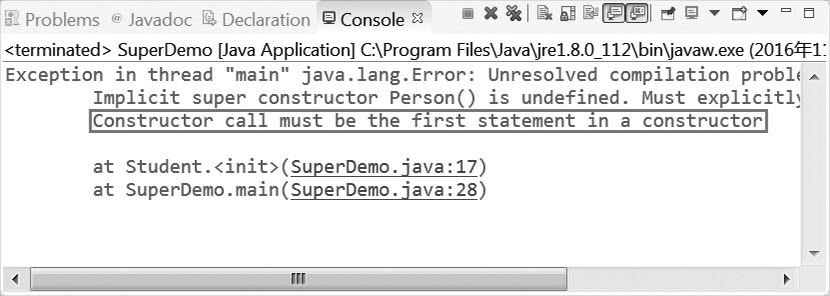 Problems @ Javadoc Declaration Console
<terminated> SuperDemo [Java Application] C:\Program Files\Java\jre1.8.0_112\bin\javaw.exe (2016年11
Exception in thread "main" java.lang.Error: Unresolved compilation proble
Implicit super constructor Person() is undefined. Must explicitly
Constructor call must be the first statement in a constructor
at Student.<init>(SuperDemo.java:17)
at SuperDemo.main(SuperDemo.java:28)